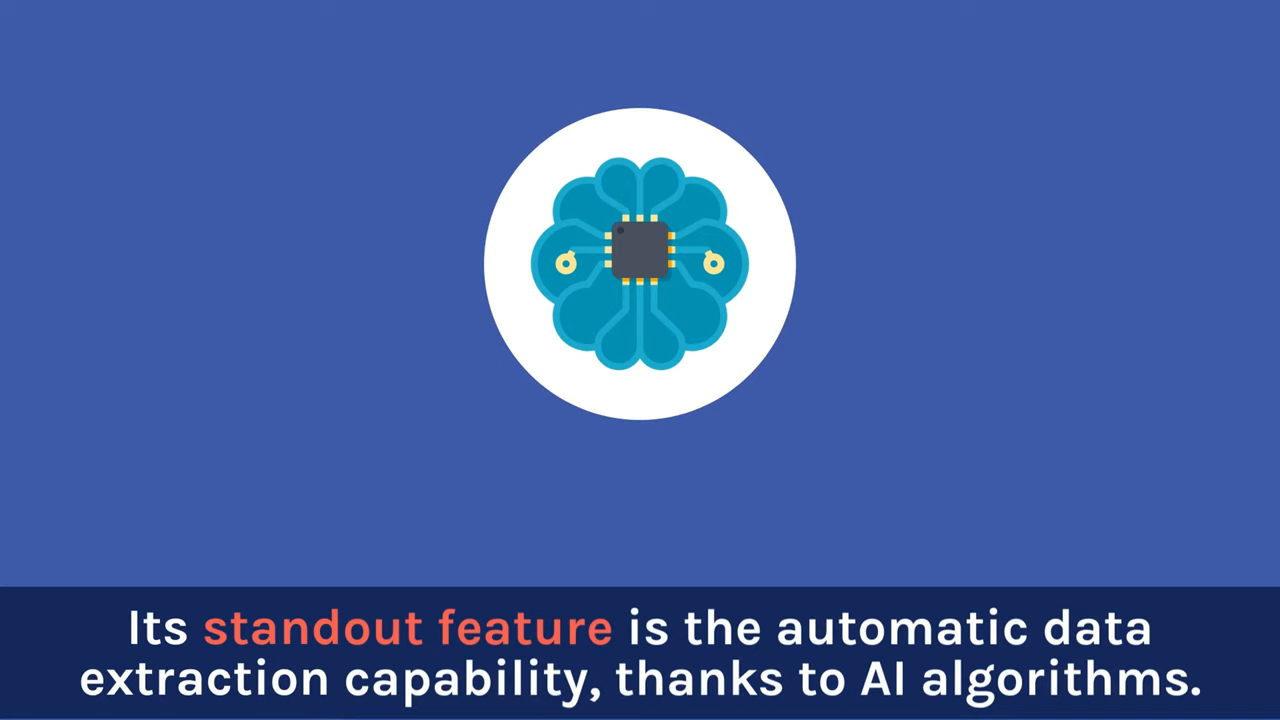 Its standout feature is the automatic data
extraction capability, thanks to AI algorithms.